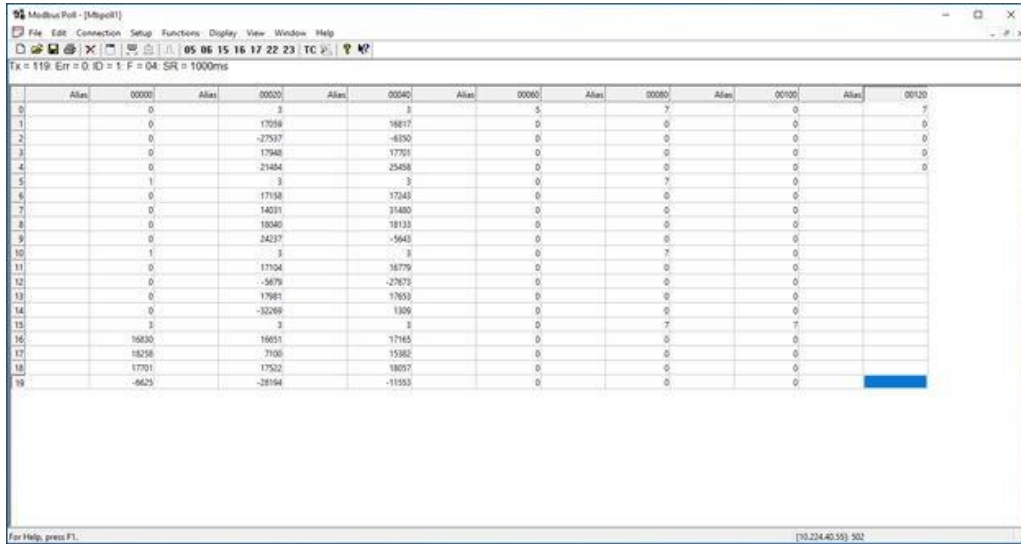 Modbus Poll - [Mbpoll1]
File Edit Connection Setup Functions Display View Window Help
05 06 15 16 17 22 23 TC
Tx = 119: Err = 0: ID = 1: F = 04: SR = 1000ms
Alias 00000 Alias 00020 Alias 00040 Alias 00060 Alias 00080 Alias 00100 Alias 00120
0 0 3 3 5 7 0 7
1 0 17059 16817 0 0 0 0
2 0 -27537 -6350 0 0 0 0
3 0 17948 17701 0 0 0 0
4 0 21484 25458 0 0 0 0
5 1 3 3 0 7 0
6 0 17158 17243 0 0 0
7 0 14031 31480 0 0 0
8 0 18040 18133 0 0 0
9 0 24237 -5643 0 0 0
10 1 3 3 0 7 0
11 0 17104 16779 0 0 0
12 0 -5679 -27673 0 0 0
13 0 17981 17653 0 0 0
14 0 -32269 1309 0 0 0
15 3 3 3 0 7 7
16 16830 16651 17165 0 0 0
17 18258 7100 15382 0 0 0
18 17701 17522 18057 0 0 0
19 -6625 -28194 -11553 0 0 0
For Help, press F1.
[10.224.40.55]: 502